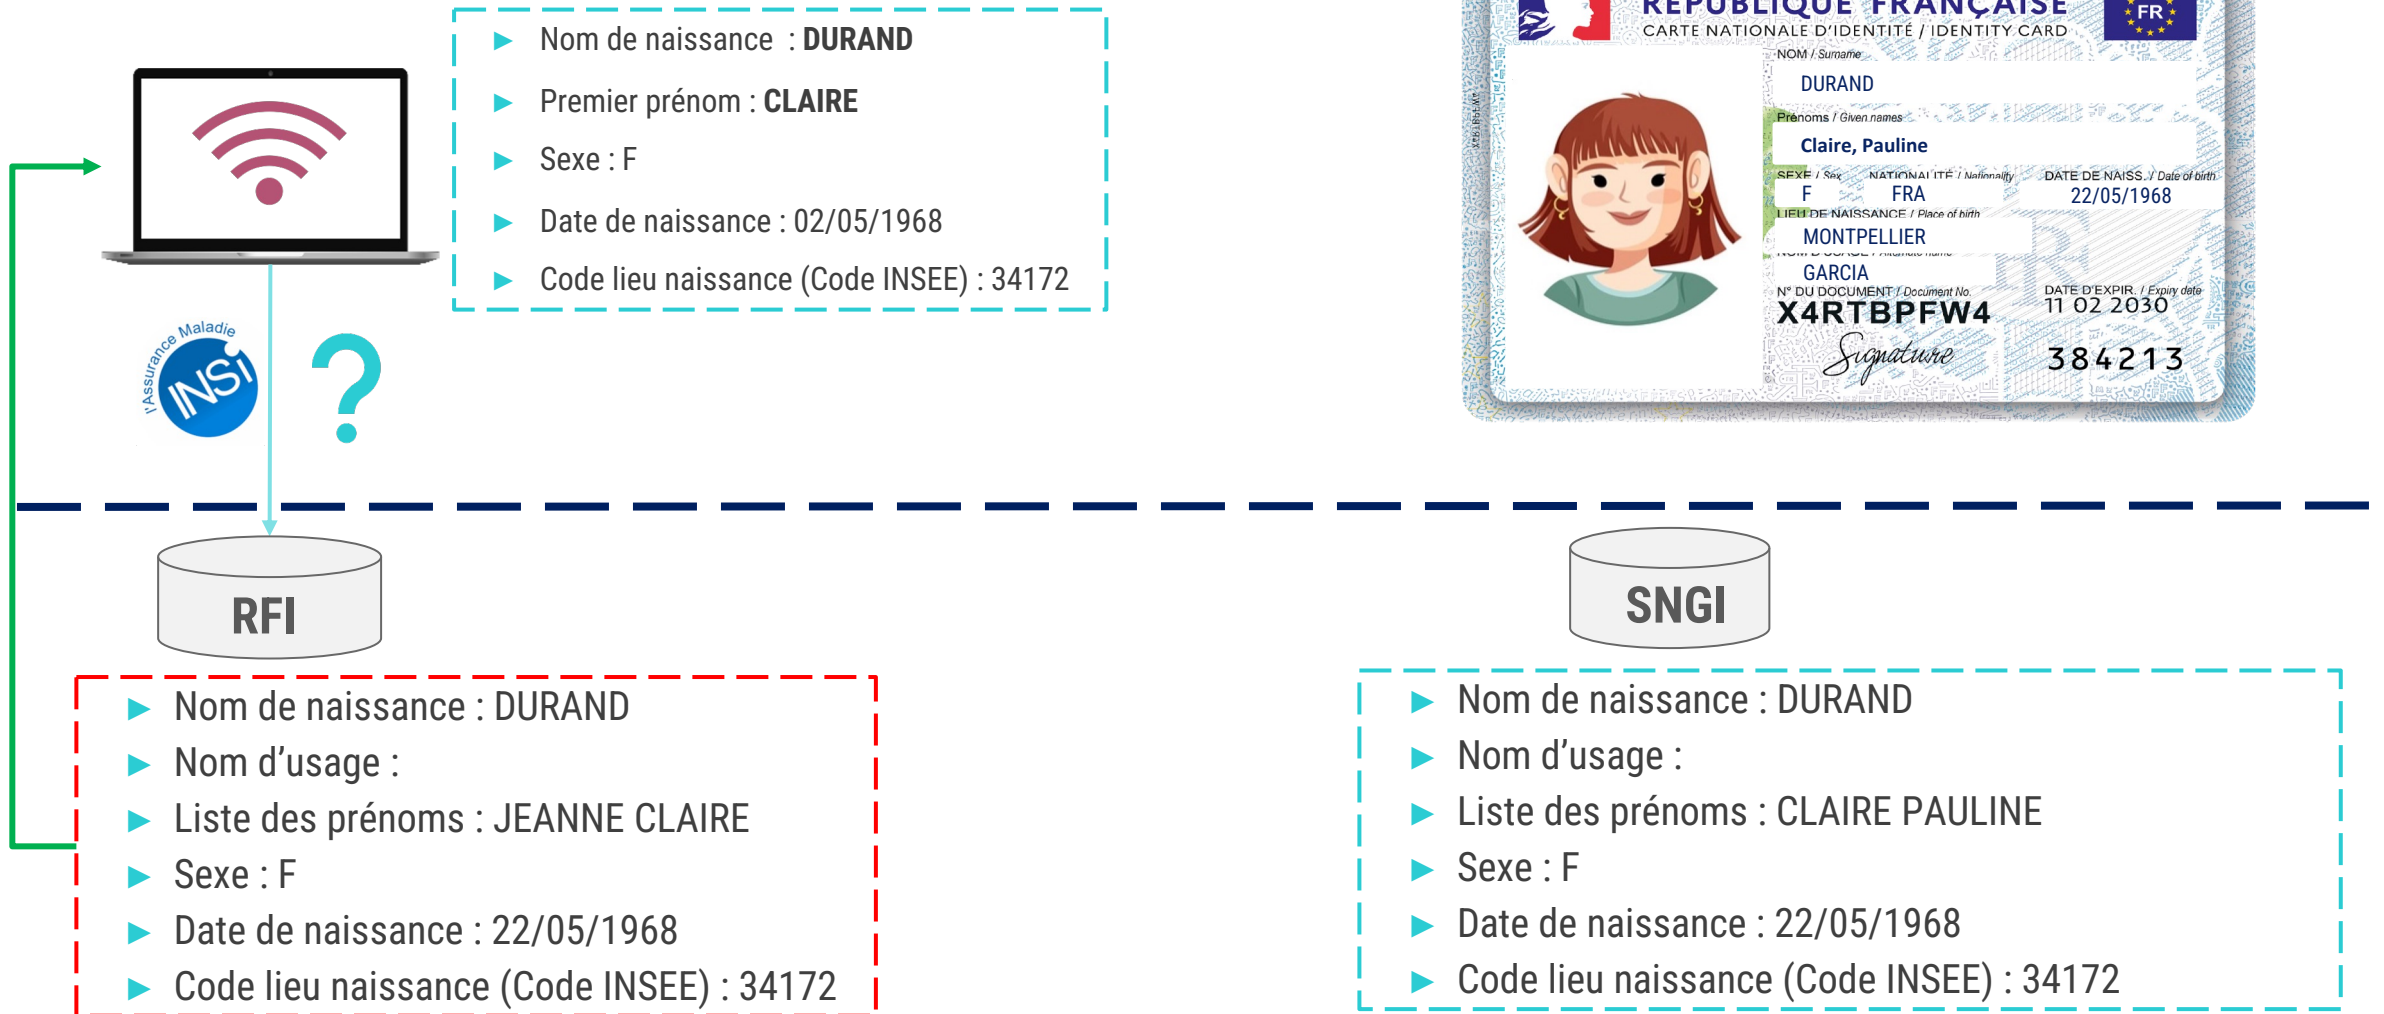 ► Nom de naissance : DURAND
► Premier prénom : CLAIRE
► Sexe : F
► Date de naissance : 02/05/1968
► Code lieu naissance (Code INSEE) : 34172
RÉPUBLIQUE FRANÇAISE
FR
CARTE NATIONALE D'IDENTITÉ / IDENTITY CARD
NOM / Surname
DURAND
Prénoms / Given names
Claire, Pauline
SEXE / Sex NATIONALITÉ / Nationality DATE DE NAISS. / Date of birth
F FRA 22/05/1968
LIEU DE NAISSANCE / Place of birth
MONTPELLIER
NOM D'USAGE / Alternate name
GARCIA
N° DU DOCUMENT / Document No. DATE D'EXPIR. / Expiry date
X4RTBPFW4 11 02 2030
Signature 384213
l'Assurance Maladie
INSi
?
RFI
► Nom de naissance : DURAND
► Nom d’usage :
► Liste des prénoms : JEANNE CLAIRE
► Sexe : F
► Date de naissance : 22/05/1968
► Code lieu naissance (Code INSEE) : 34172
SNGI
► Nom de naissance : DURAND
► Nom d’usage :
► Liste des prénoms : CLAIRE PAULINE
► Sexe : F
► Date de naissance : 22/05/1968
► Code lieu naissance (Code INSEE) : 34172